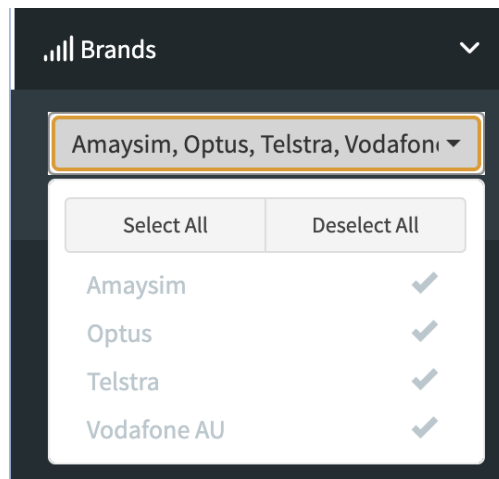 Brands
Amaysim, Optus, Telstra, Vodafon
Select All Deselect All
Amaysim
Optus
Telstra
Vodafone AU